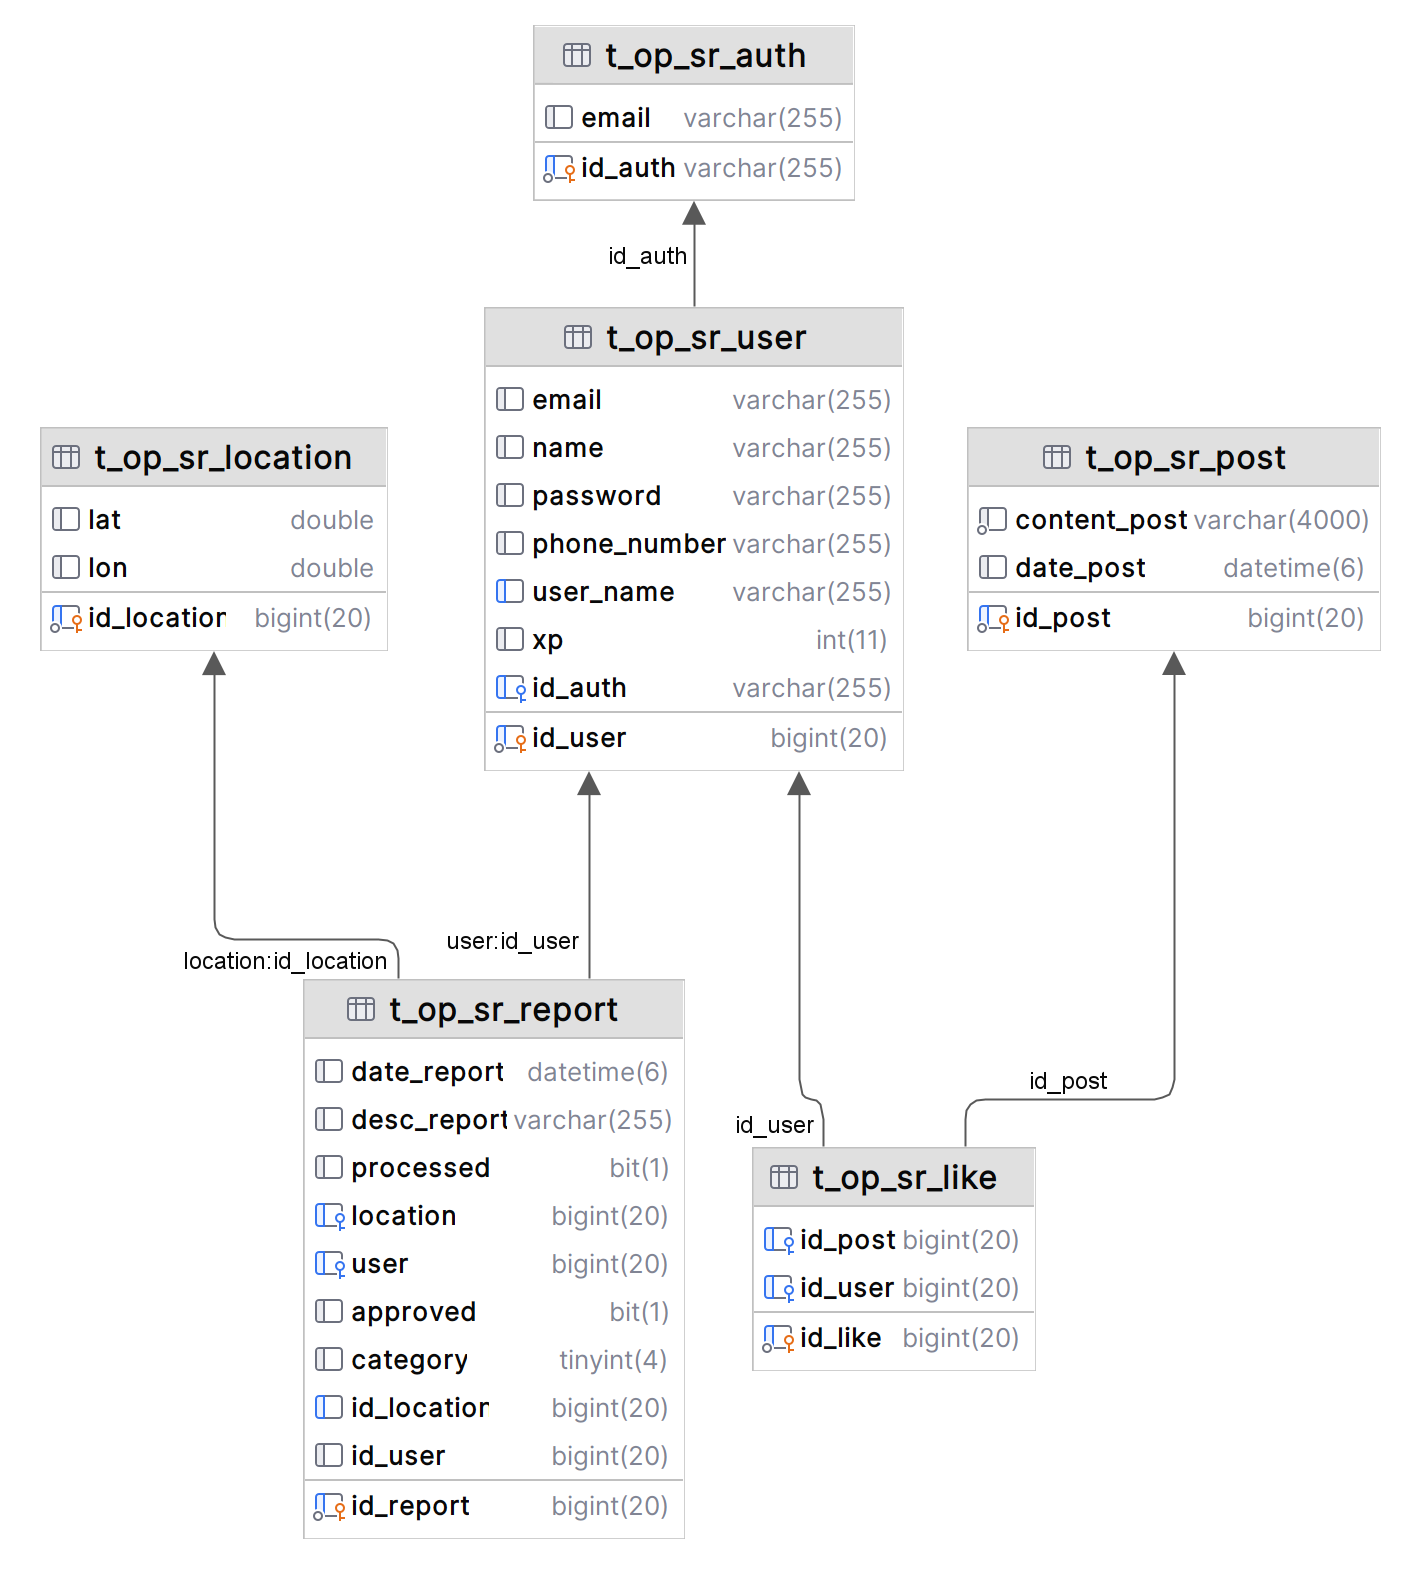 t_op_sr_auth
email varchar(255)
id_auth varchar(255)
id_auth
t_op_sr_user
email varchar(255)
name varchar(255)
password varchar(255)
phone_number varchar(255)
user_name varchar(255)
xp int(11)
id_auth varchar(255)
id_user bigint(20)
t_op_sr_location
lat double
lon double
id_location bigint(20)
t_op_sr_post
content_post varchar(4000)
date_post datetime(6)
id_post bigint(20)
location:id_location
user:id_user
t_op_sr_report
date_report datetime(6)
desc_report varchar(255)
processed bit(1)
location bigint(20)
user bigint(20)
approved bit(1)
category tinyint(4)
id_location bigint(20)
id_user bigint(20)
id_report bigint(20)
id_user
id_post
t_op_sr_like
id_post bigint(20)
id_user bigint(20)
id_like bigint(20)